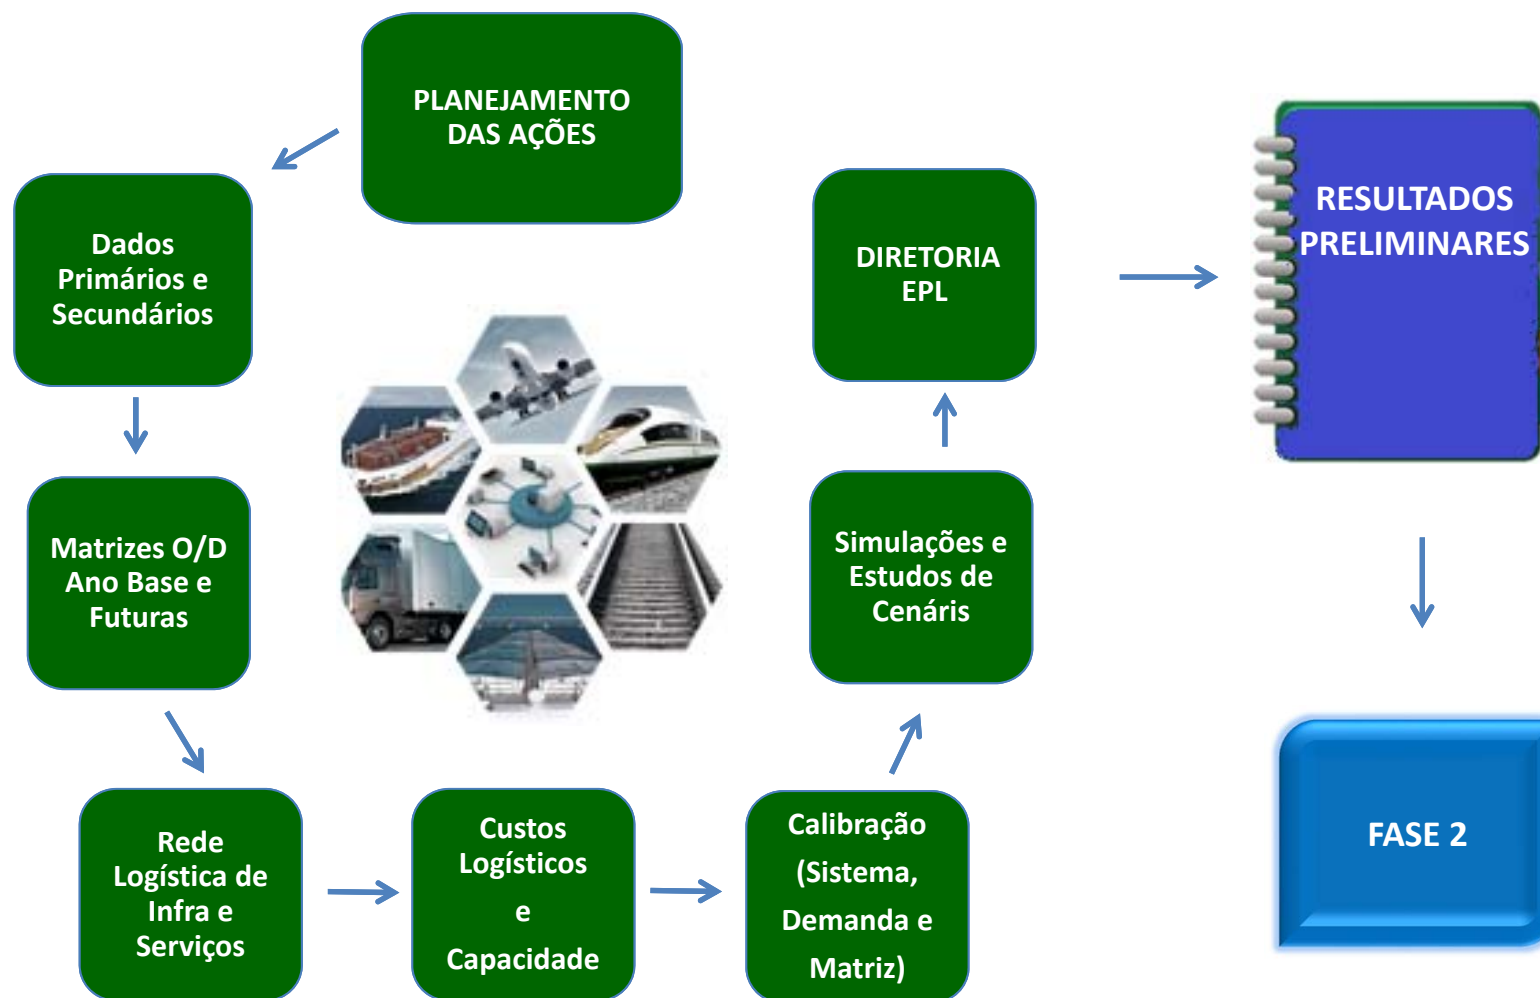 PLANEJAMENTO
DAS AÇÕES
Dados
Primários e
Secundários
Matrizes O/D
Ano Base e
Futuras
Rede
Logística de
Infra e
Serviços
Custos
Logísticos
e
Capacidade
Calibração
(Sistema,
Demanda e
Matriz)
Simulações e
Estudos de
Cenáris
DIRETORIA
EPL
RESULTADOS
PRELIMINARES
FASE 2